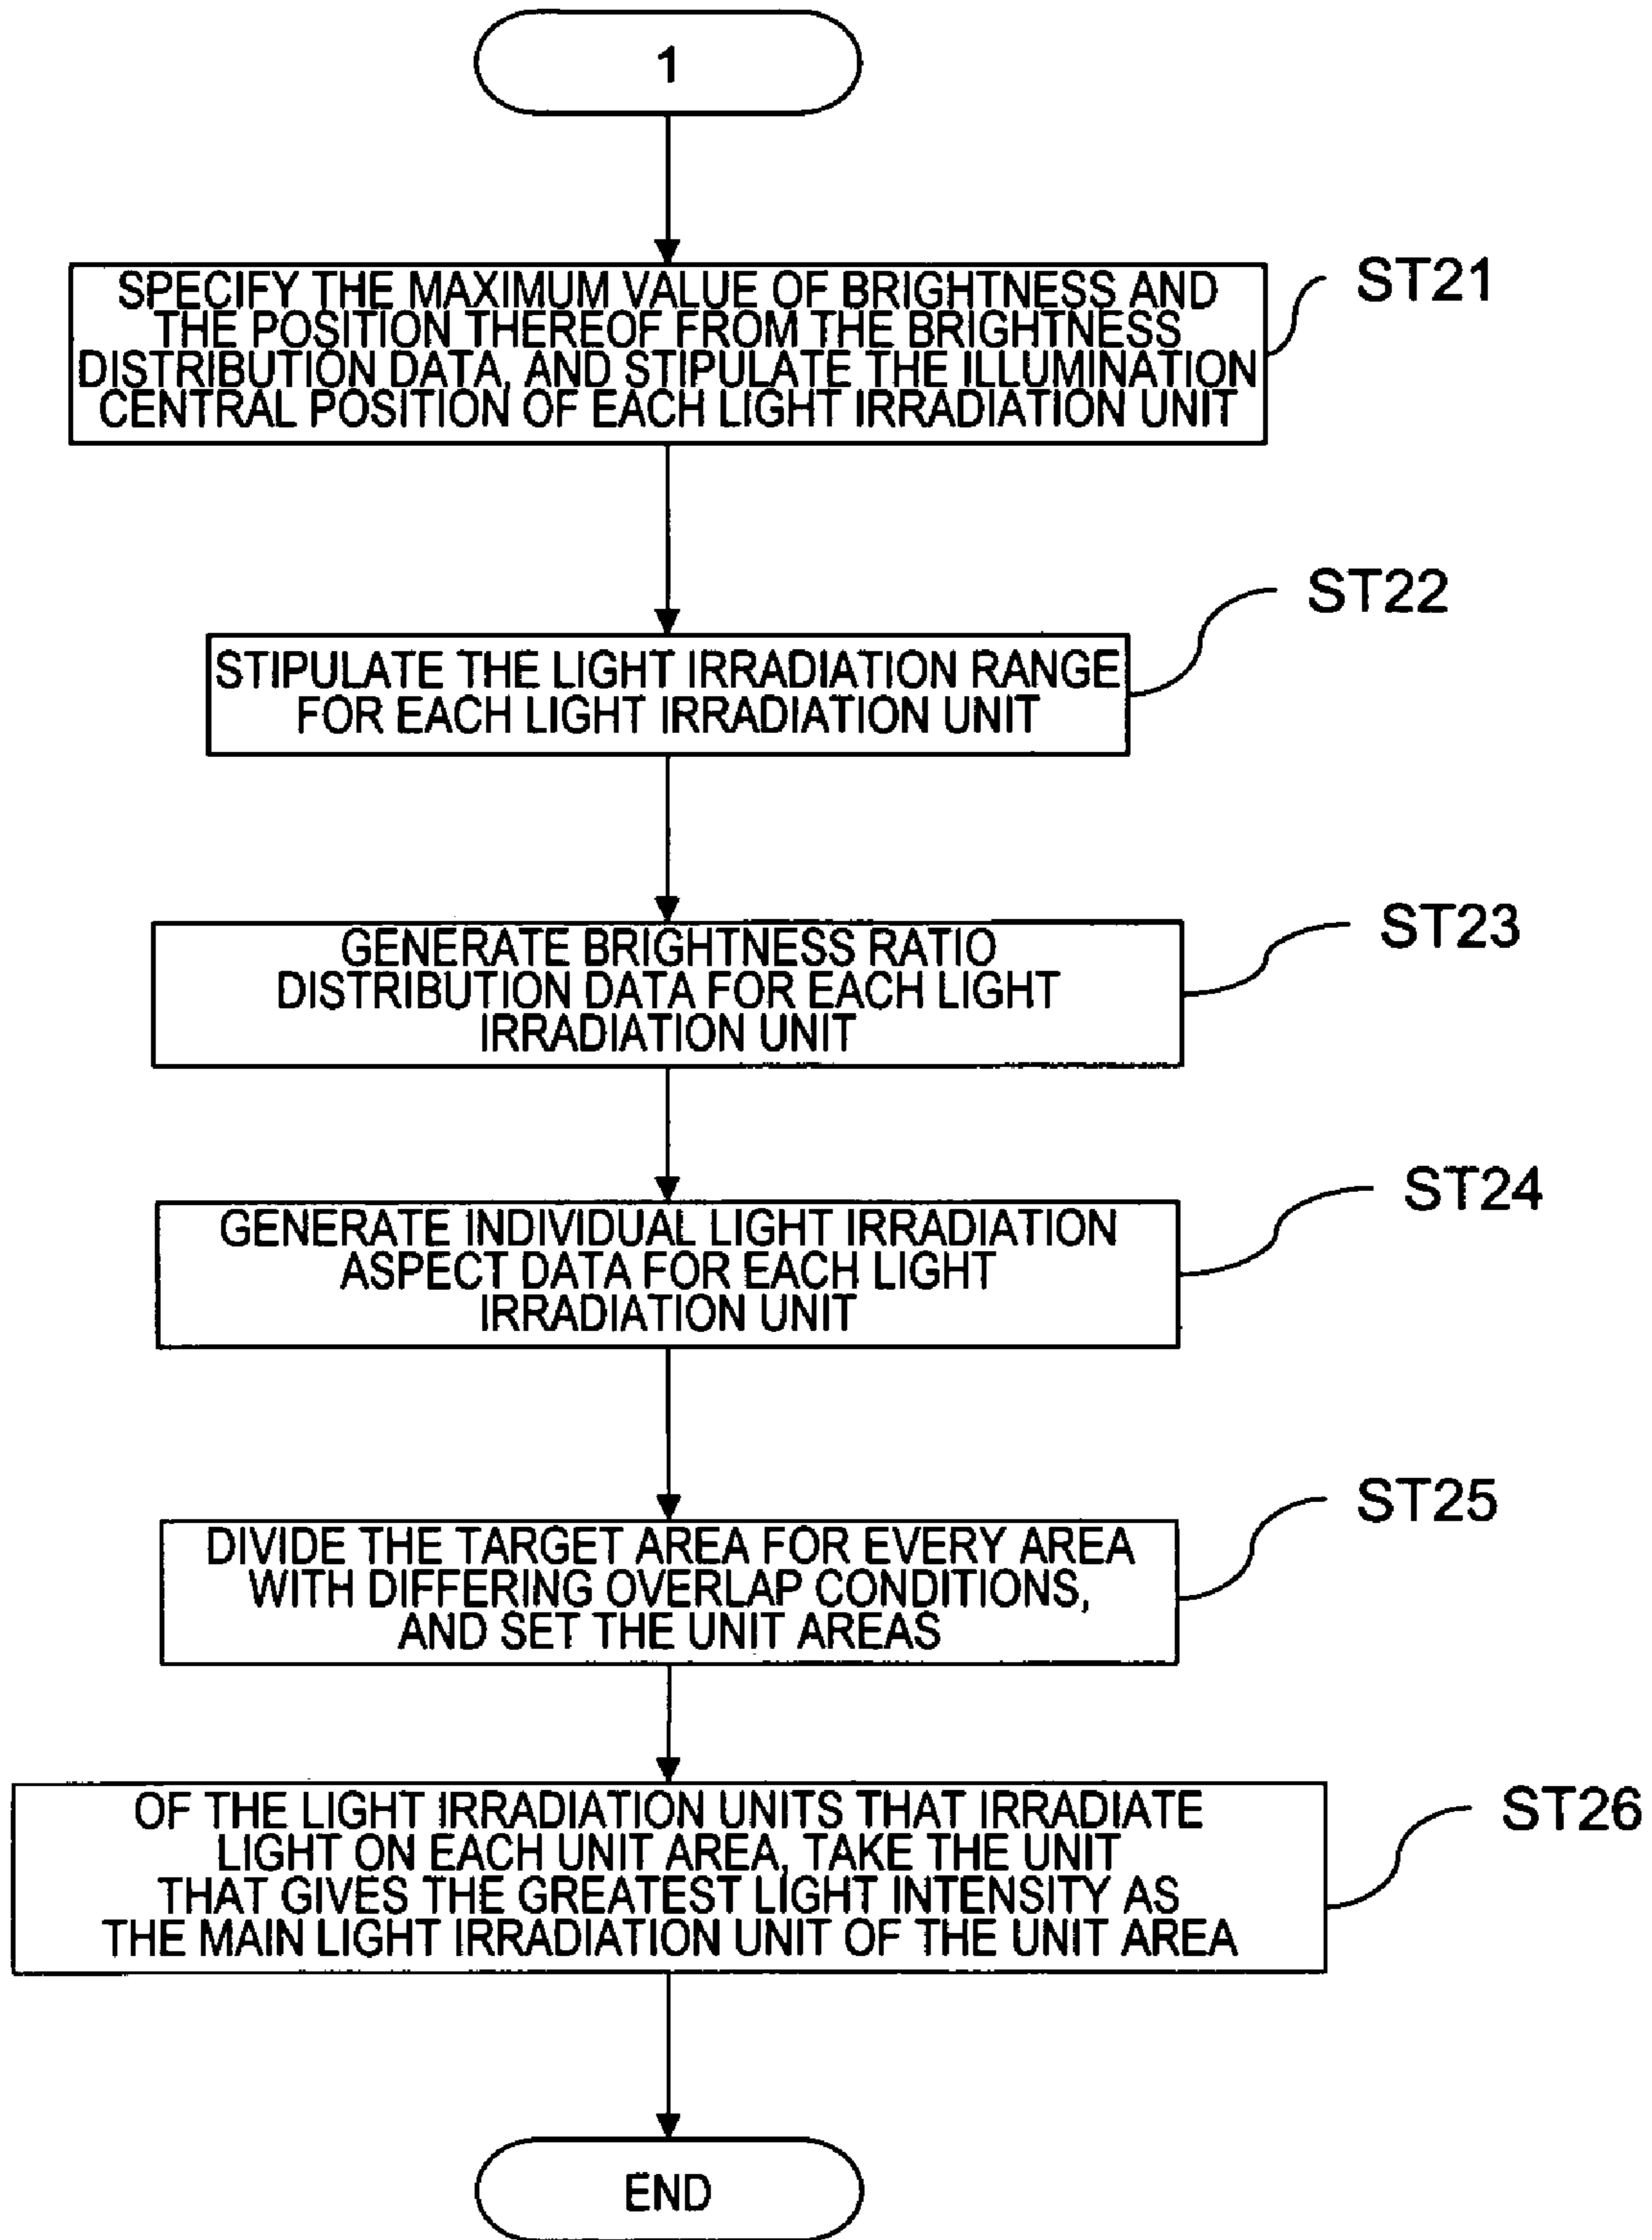 1
SPECIFY THE MAXIMUM VALUE OF BRIGHTNESS AND
THE POSITION THEREOF FROM THE BRIGHTNESS
DISTRIBUTION DATA, AND STIPULATE THE ILLUMINATION
CENTRAL POSITION OF EACH LIGHT IRRADIATION UNIT
ST21
STIPULATE THE LIGHT IRRADIATION RANGE
FOR EACH LIGHT IRRADIATION UNIT
ST22
GENERATE BRIGHTNESS RATIO
DISTRIBUTION DATA FOR EACH LIGHT
IRRADIATION UNIT
ST23
GENERATE INDIVIDUAL LIGHT IRRADIATION
ASPECT DATA FOR EACH LIGHT
IRRADIATION UNIT
ST24
DIVIDE THE TARGET AREA FOR EVERY AREA
WITH DIFFERING OVERLAP CONDITIONS,
AND SET THE UNIT AREAS
ST25
OF THE LIGHT IRRADIATION UNITS THAT IRRADIATE
LIGHT ON EACH UNIT AREA, TAKE THE UNIT
THAT GIVES THE GREATEST LIGHT INTENSITY AS
THE MAIN LIGHT IRRADIATION UNIT OF THE UNIT AREA
ST26
END